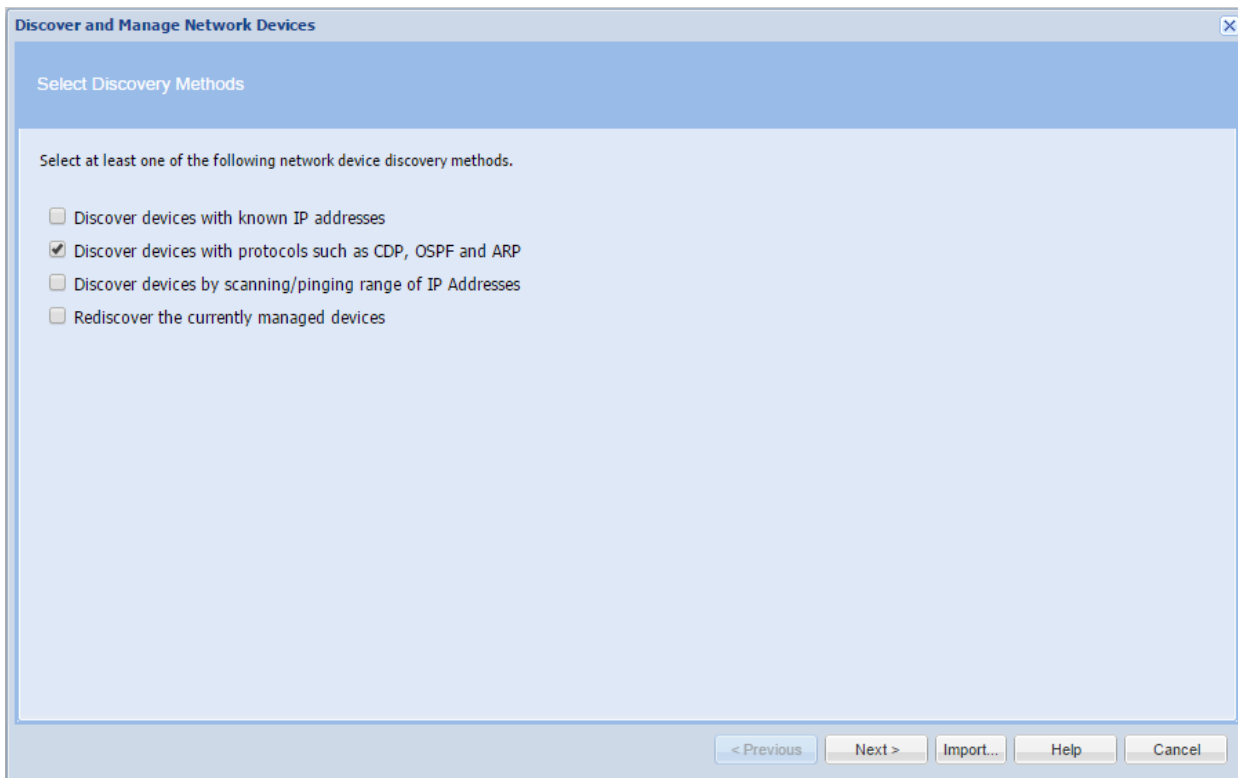 Discover and Manage Network Devices
Select Discovery Methods
Select at least one of the following network device discovery methods.
Discover devices with known IP addresses
Discover devices with protocols such as CDP, OSPF and ARP
Discover devices by scanning/pinging range of IP Addresses
Rediscover the currently managed devices
< Previous Next > Import... Help Cancel